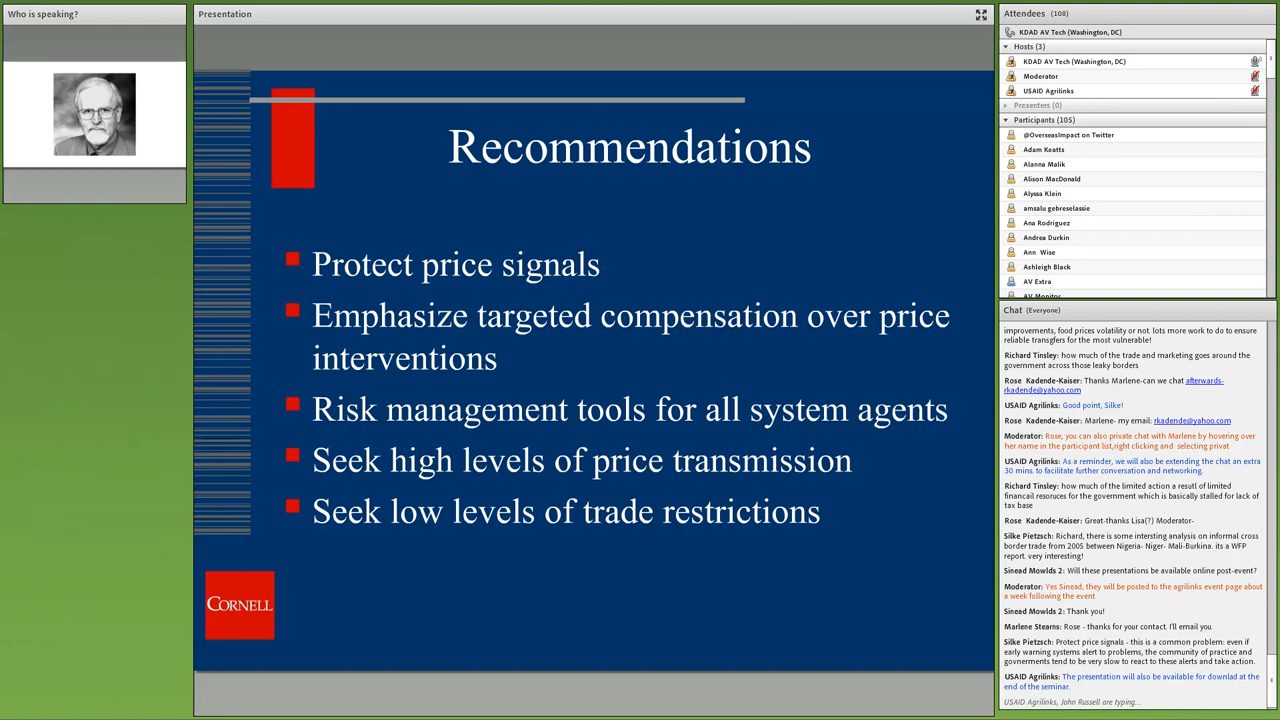 Who is speaking?
Presentation
Recommendations
Protect price signals
Emphasize targeted compensation over price
interventions
Risk management tools for all system agents
Seek high levels of price transmission
Seek low levels of trade restrictions
CORNELL
Attendees (108)
KDAD AV Tech (Washington, DC)
Hosts (3)
KDAD AV Tech (Washington, DC)
Moderator
USAID Agrilinks
Presenters (0)
Participants (105)
@OverseasImpact on Twitter
Adam Keatts
Alanna Malik
Alison MacDonald
Alyssa Klein
amsalu gebreselassie
Ana Rodriguez
Andrea Durkin
Ann Wise
Ashleigh Black
AV Extra
AV Monitor
Chat (Everyone)
improvements, food prices volatility or not. lots more work to do to ensure
reliable transfers for the most vulnerable!
Richard Tinsley: how much of the trade and marketing goes around the
government across those leaky borders
Rose Kadende-Kaiser: Thanks Marlene-can we chat afterwards-
rkadende@yahoo.com
USAID Agrilinks: Good point, Silke!
Rose Kadende-Kaiser: Marlene- my email: rkadende@yahoo.com
Moderator: Rose, you can also private chat with Marlene by hovering over
her name in the participant list,right clicking and selecting privat
USAID Agrilinks: As a reminder, we will also be extending the chat an extra
30 mins. to facilitate further conversation and networking.
Richard Tinsley: how much of the limited action a resutl of limited
financail resoruces for the government which is basically stalled for lack of
tax base
Rose Kadende-Kaiser: Great-thanks Lisa(?) Moderator-
Silke Pietzsch: Richard, there is some intersting analysis on informal cross
border trade from 2005 between Nigeria- Niger- Mali-Burkina. its a WFP
report. very interesting!
Sinead Mowlds 2: Will these presentations be available online post-event?
Moderator: Yes Sinead, they will be posted to the agrilinks event page about
a week following the event
Sinead Mowlds 2: Thank you!
Marlene Stearns: Rose - thanks for your contact. I'll email you.
Silke Pietzsch: Protect price signals - this is a common problem: even if
early warning systems alert to problems, the community of practice and
govnerments tend to be very slow to react to these alerts and take action.
USAID Agrilinks: The presentation will also be available for downlad at the
end of the seminar.
USAID Agrilinks, John Russell are typing...